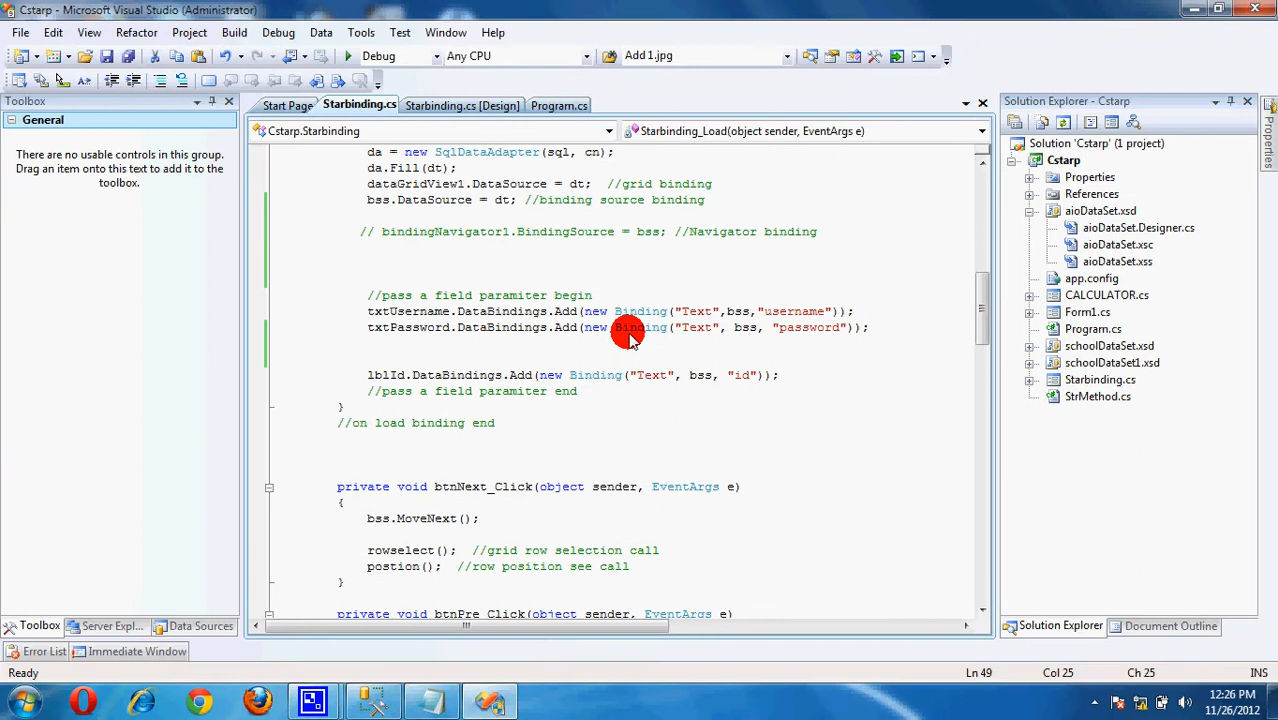 Cstarp - Microsoft Visual Studio (Administrator)
File Edit View Refactor Project Build Debug Data Tools Test Window Help
Debug Any CPU Add 1.jpg
Toolbox
General
There are no usable controls in this group.
Drag an item onto this text to add it to the
toolbox.
Start Page Starbinding.cs Starbinding.cs [Design] Program.cs
Cstarp.Starbinding Starbinding_Load(object sender, EventArgs e)
da = new SqlDataAdapter(sql, cn);
da.Fill(dt);
dataGridView1.DataSource = dt; //grid binding
bss.DataSource = dt; //binding source binding
// bindingNavigator1.BindingSource = bss; //Navigator binding
//pass a field paramiter begin
txtUsername.DataBindings.Add(new Binding("Text",bss,"username"));
txtPassword.DataBindings.Add(new Binding("Text", bss, "password"));
lblId.DataBindings.Add(new Binding("Text", bss, "id"));
//pass a field paramiter end
}
//on load binding end
private void btnNext_Click(object sender, EventArgs e)
{
bss.MoveNext();
rowselect(); //grid row selection call
postion(); //row position see call
}
private void btnPre_Click(object sender, EventArgs e)
Solution Explorer - Cstarp
Solution 'Cstarp' (1 project)
Cstarp
Properties
References
aioDataSet.xsd
aioDataSet.Designer.cs
aioDataSet.xsc
aioDataSet.xss
app.config
CALCULATOR.cs
Form1.cs
Program.cs
schoolDataSet.xsd
schoolDataSet1.xsd
Starbinding.cs
StrMethod.cs
Properties
Toolbox Server Expl... Data Sources
Solution Explorer Document Outline
Error List Immediate Window
Ready Ln 49 Col 25 Ch 25 INS
12:26 PM
11/26/2012